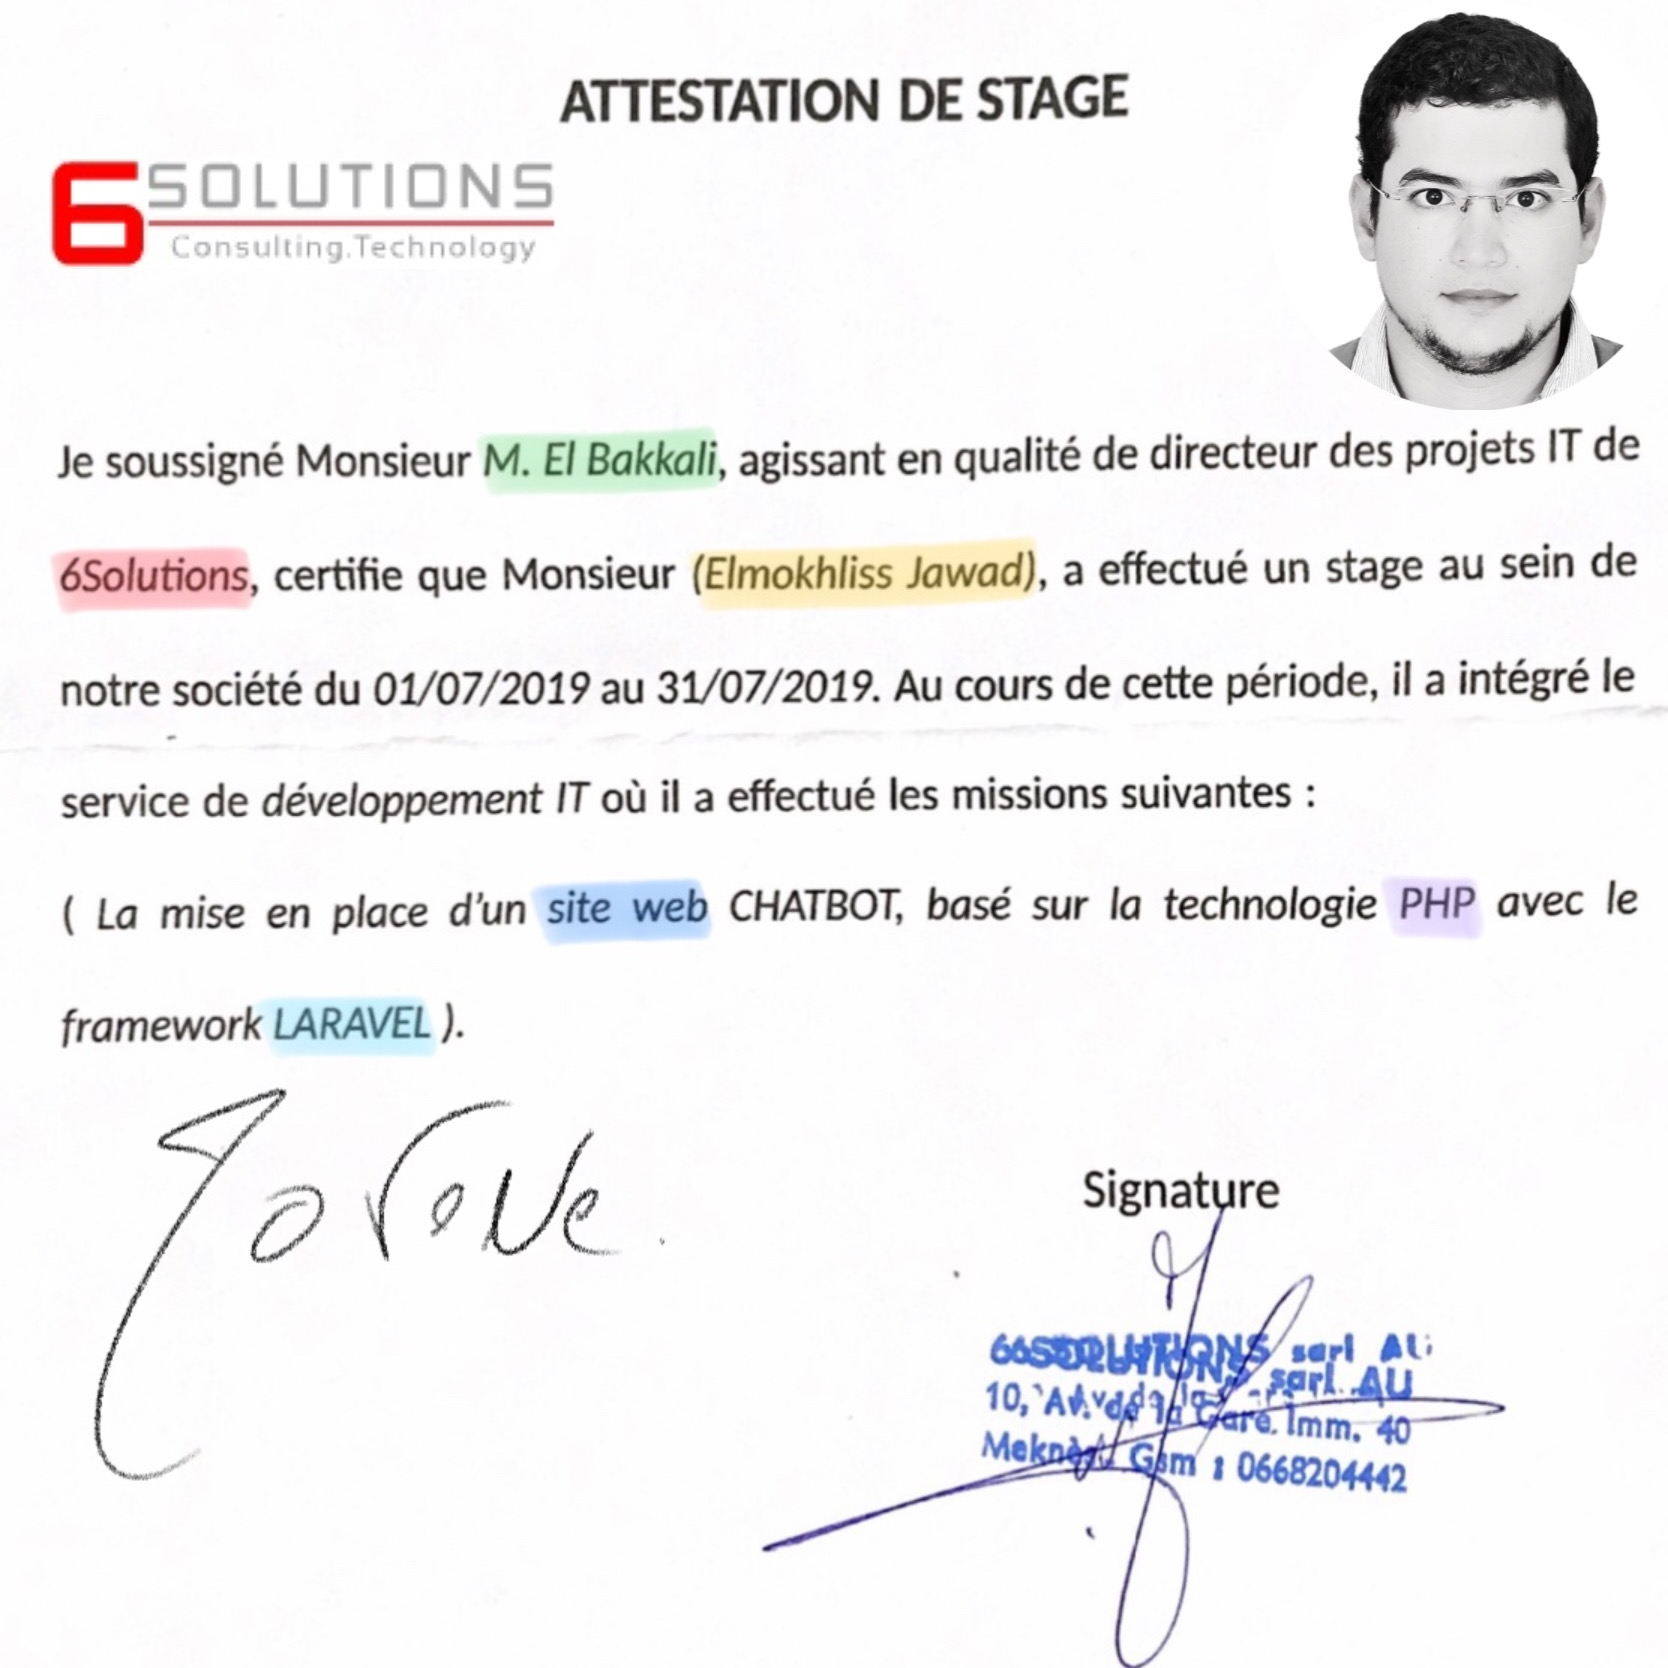 ATTESTATION DE STAGE
6SOLUTIONS
Consulting.Technology
Je soussigné Monsieur M. El Bakkali, agissant en qualité de directeur des projets IT de
6Solutions, certifie que Monsieur (Elmokhliss Jawad), a effectué un stage au sein de
notre société du 01/07/2019 au 31/07/2019. Au cours de cette période, il a intégré le
service de développement IT où il a effectué les missions suivantes :
( La mise en place d'un site web CHATBOT, basé sur la technologie PHP avec le
framework LARAVEL ).
Signature
6SOLUTIONS sarl AU
sarl AU
10, Av. de la Gare. Imm. 40
Meknès Gsm : 0668204442